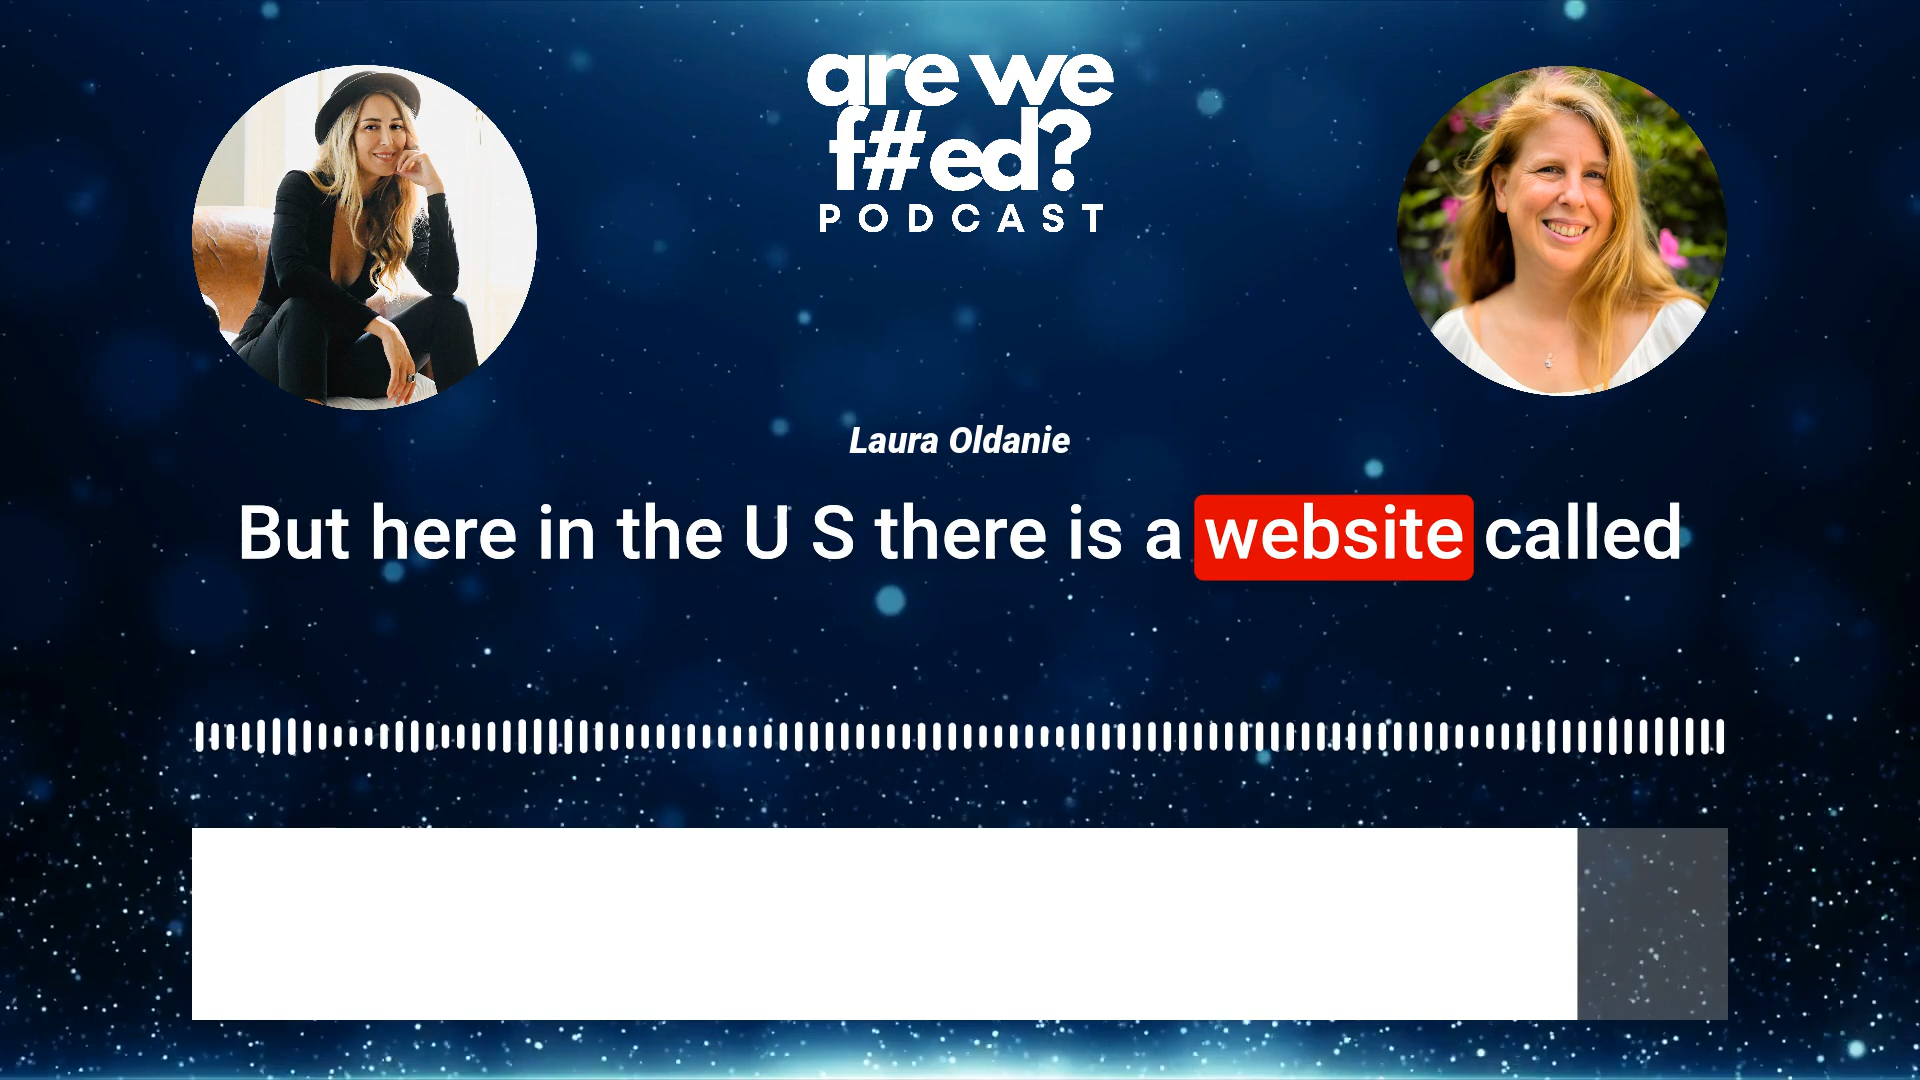 are we
f#ed?
PODCAST
Laura Oldanie
But here in the U S there is a website called